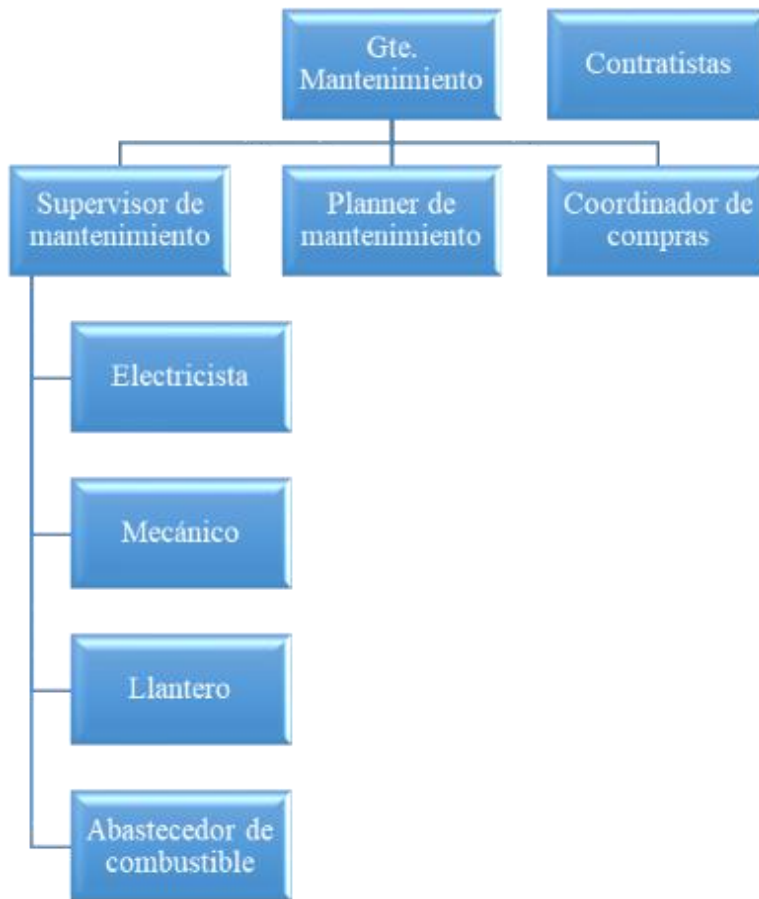 Gte.
Mantenimiento
Contratistas
Supervisor de
mantenimiento
Planner de
mantenimiento
Coordinador de
compras
Electricista
Mecánico
Llantero
Abastecedor de
combustible